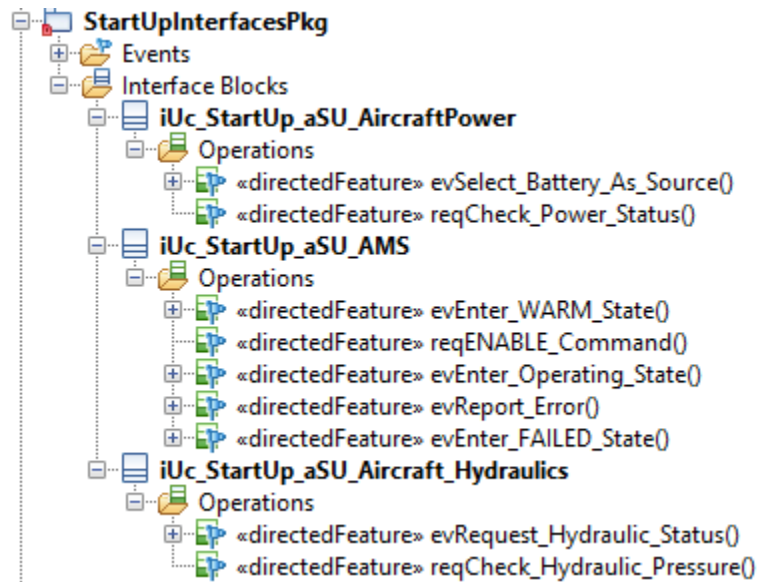 StartUpInterfacesPkg
Events
Interface Blocks
iUc_StartUp_aSU_AircraftPower
Operations
«directedFeature» evSelect_Battery_As_Source()
«directedFeature» reqCheck_Power_Status()
iUc_StartUp_aSU_AMS
Operations
«directedFeature» evEnter_WARM_State()
«directedFeature» reqENABLE_Command()
«directedFeature» evEnter_Operating_State()
«directedFeature» evReport_Error()
«directedFeature» evEnter_FAILED_State()
iUc_StartUp_aSU_Aircraft_Hydraulics
Operations
«directedFeature» evRequest_Hydraulic_Status()
«directedFeature» reqCheck_Hydraulic_Pressure()